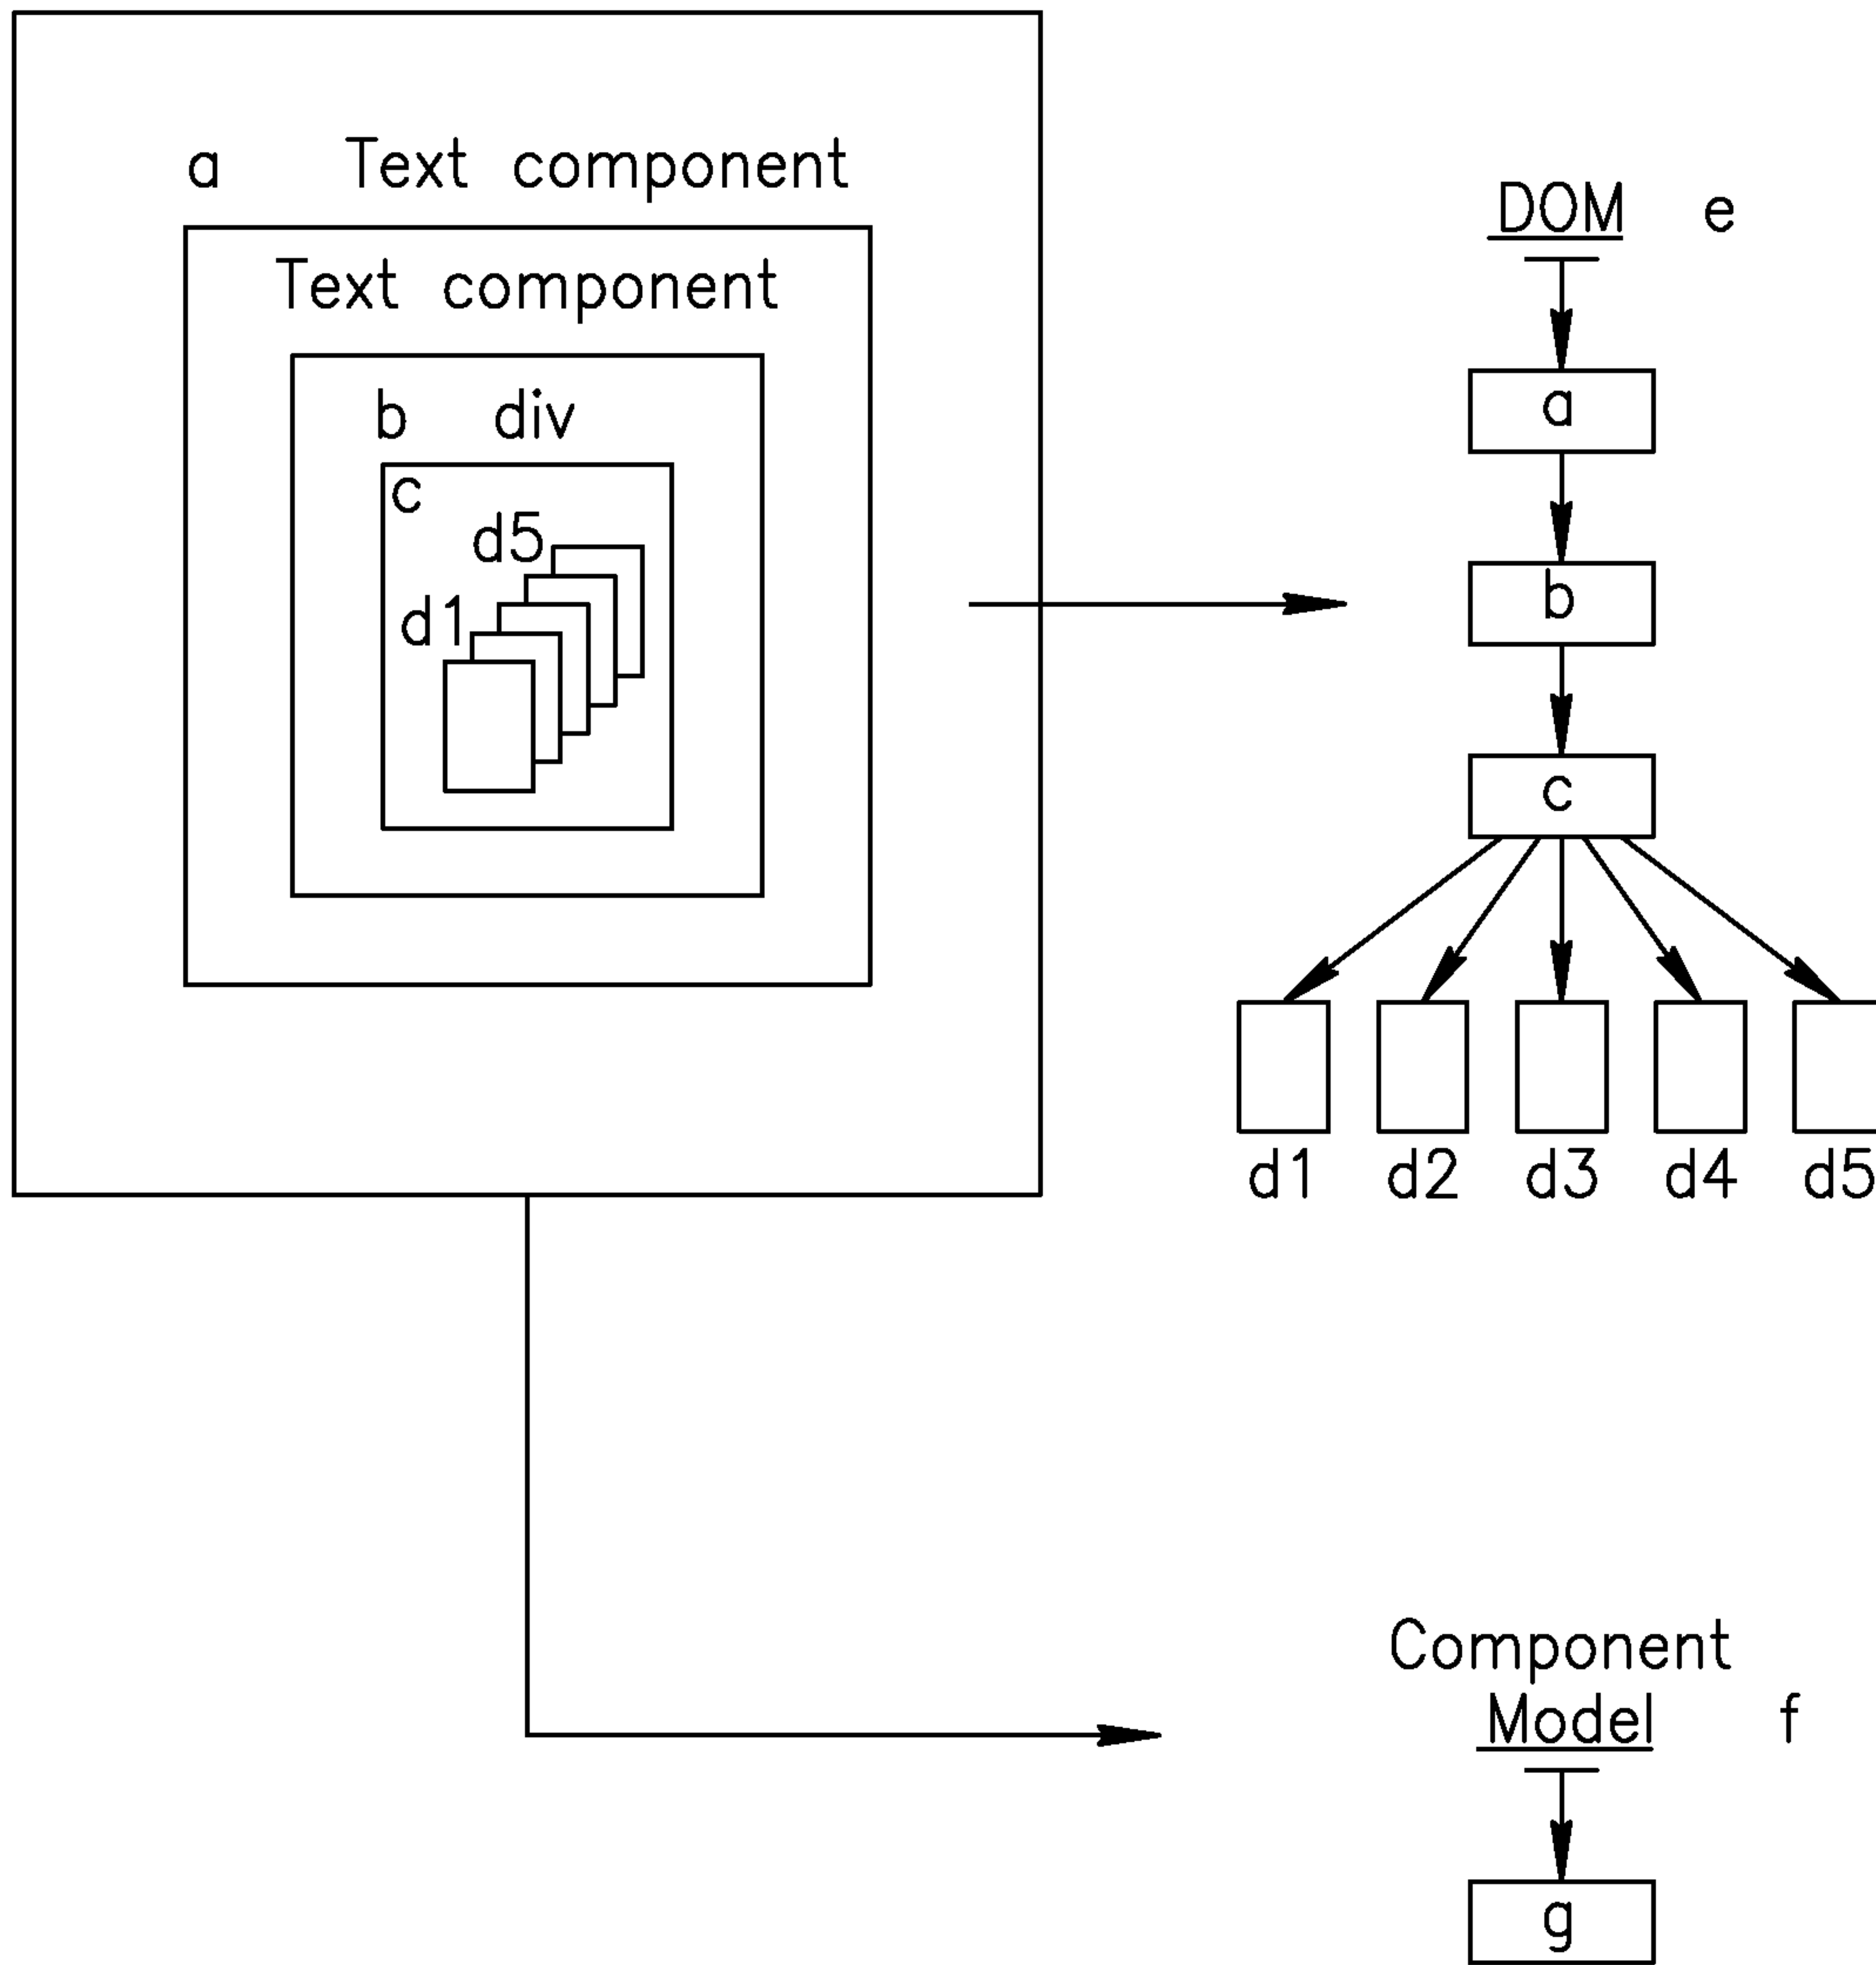 a Text component
Text component
b div
c
d5
d1
DOM e
a
b
c
d1 d2 d3 d4 d5
Component
Model f
g